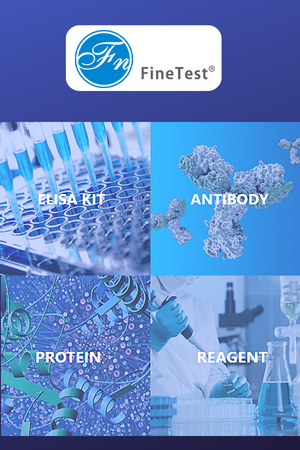 Fn
FineTest®
ELISA KIT
ANTIBODY
PROTEIN
REAGENT